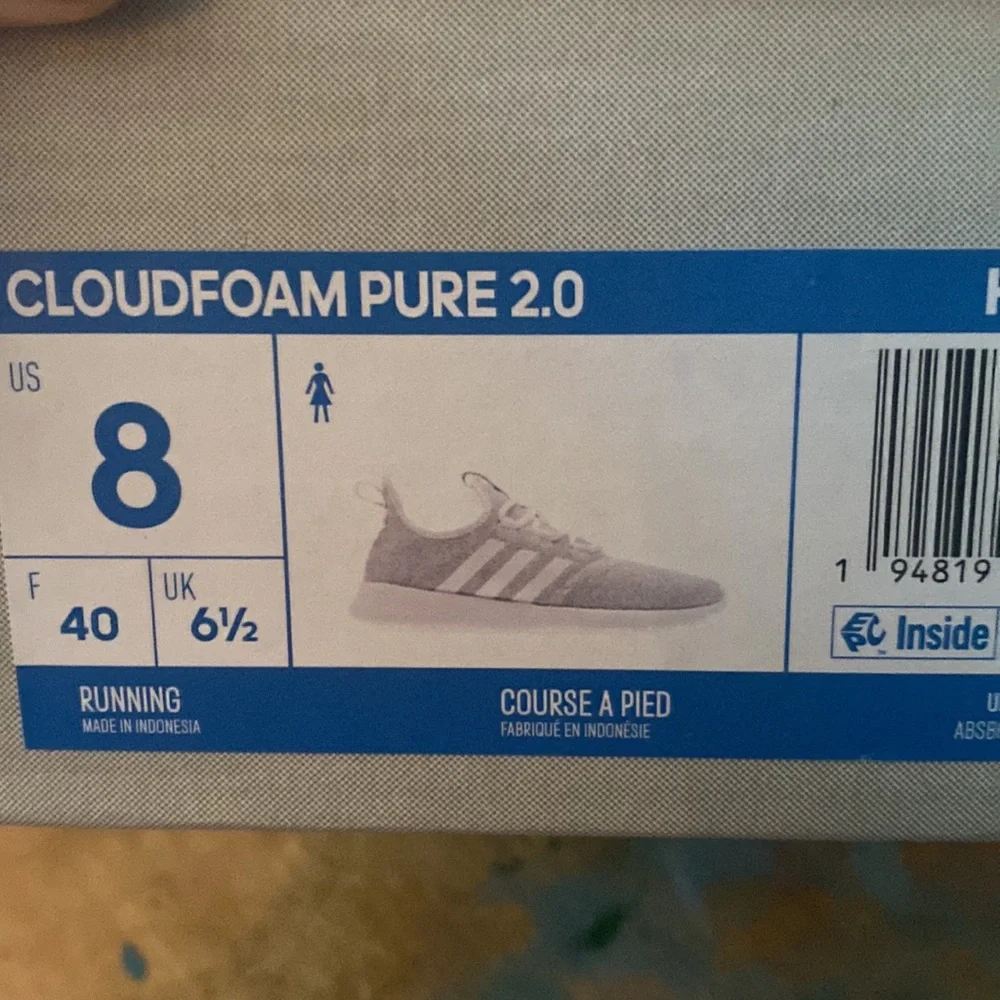 CLOUDFOAM PURE 2.0
US
8
F
40
UK
6½
1 94819
EPC Inside
RUNNING
MADE IN INDONESIA
COURSE A PIED
FABRIQUÉ EN INDONÉSIE